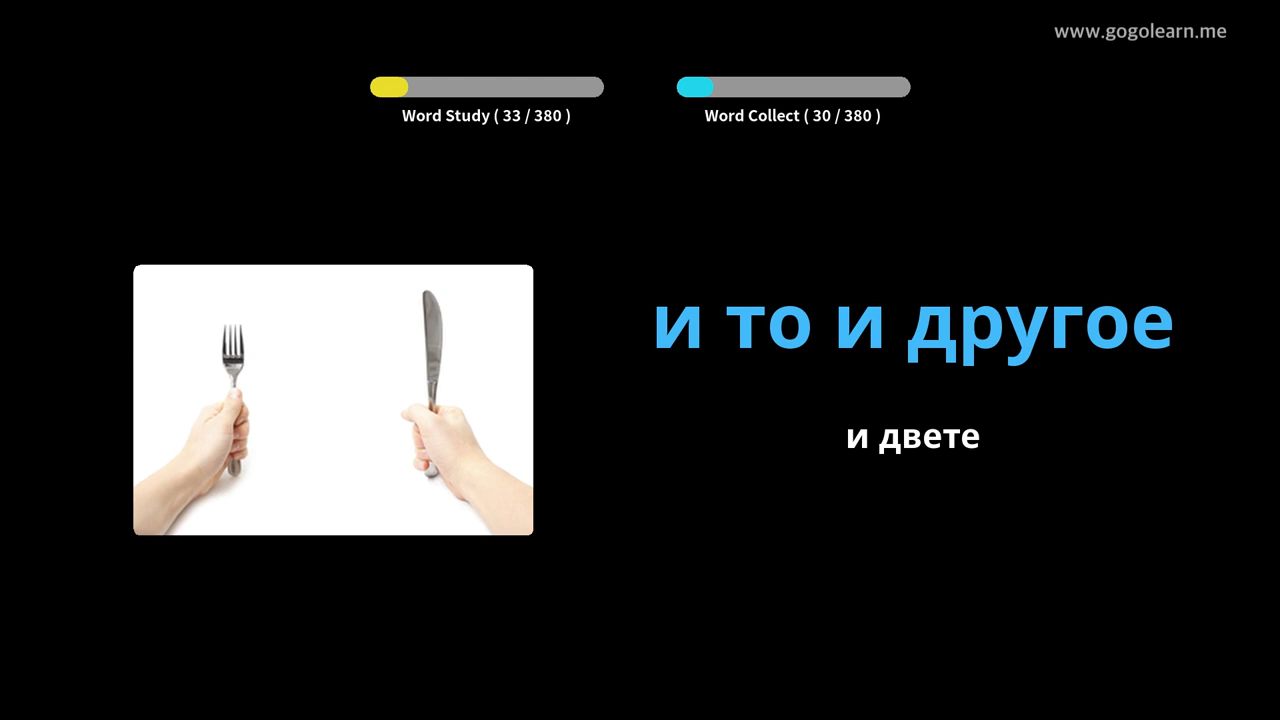 www.gogolearn.me
Word Study ( 33 / 380 )
Word Collect ( 30 / 380 )
и то и другое
и двете